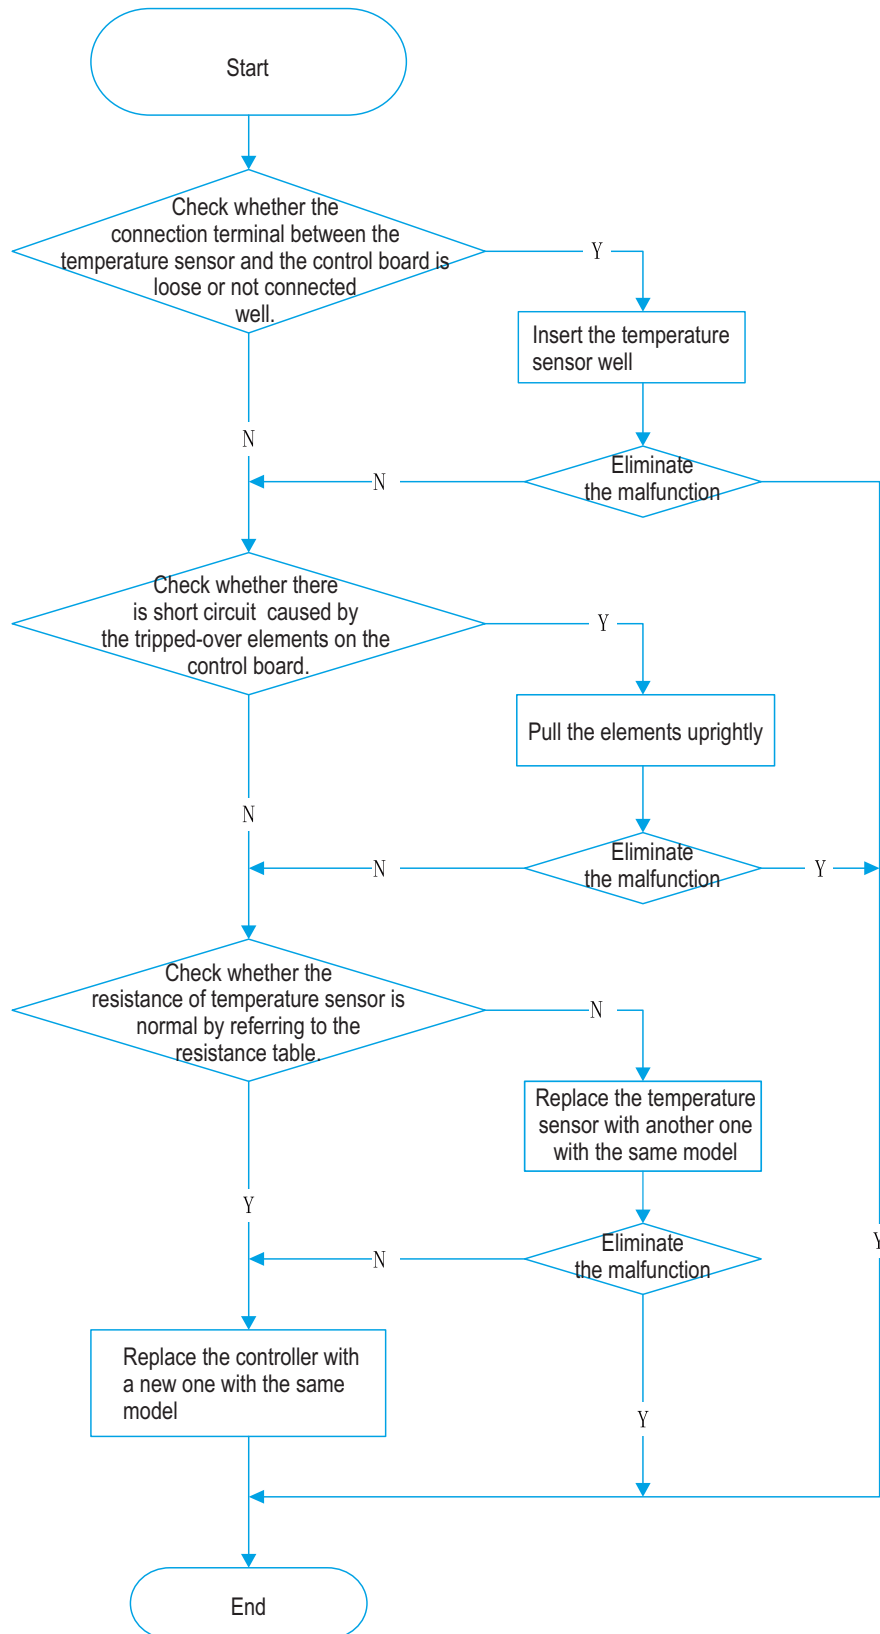 Start
Check whether the
connection terminal between the
temperature sensor and the control board is
loose or not connected
well.
Y
Insert the temperature
sensor well
N
Eliminate
the malfunction
N
Check whether there
is short circuit caused by
the tripped-over elements on the
control board.
Y
Pull the elements uprightly
N
Eliminate
the malfunction
N
Y
Check whether the
resistance of temperature sensor is
normal by referring to the
resistance table.
N
Replace the temperature
sensor with another one
with the same model
Y
Eliminate
the malfunction
N
Y
Replace the controller with
a new one with the same
model
Y
End